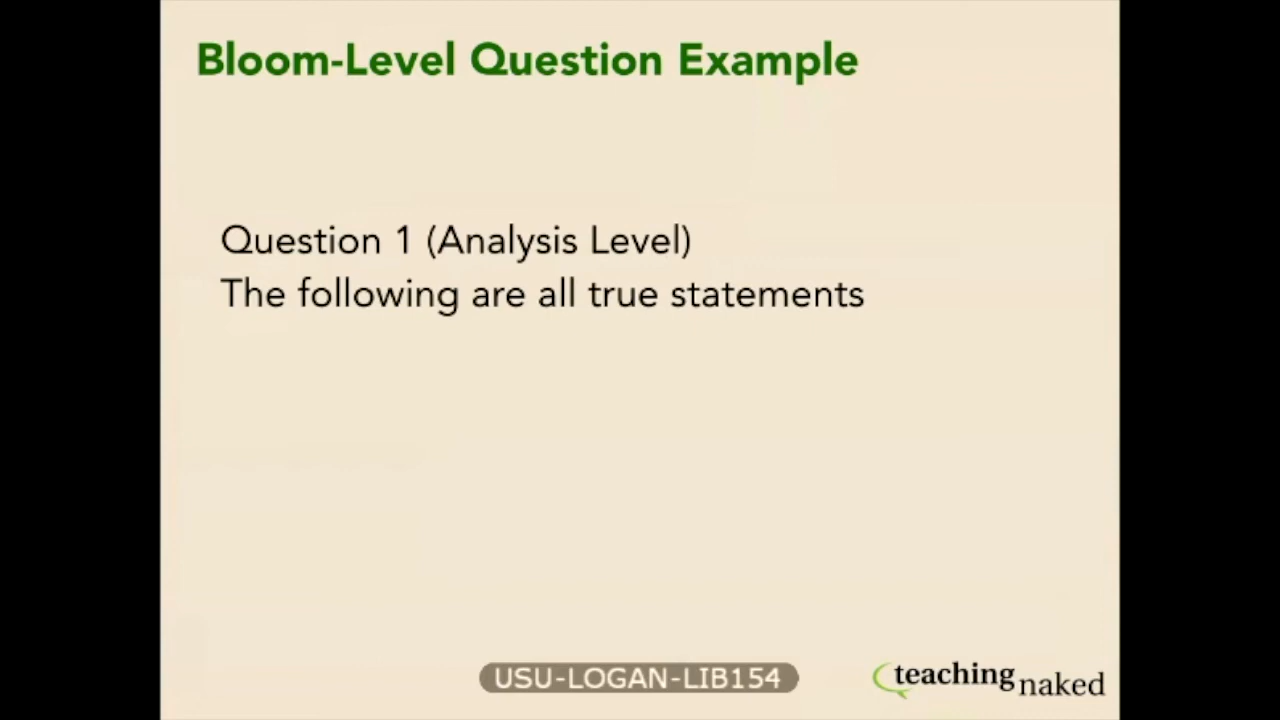 Bloom-Level Question Example
Question 1 (Analysis Level)
The following are all true statements
USU-LOGAN-LIB154
teaching naked